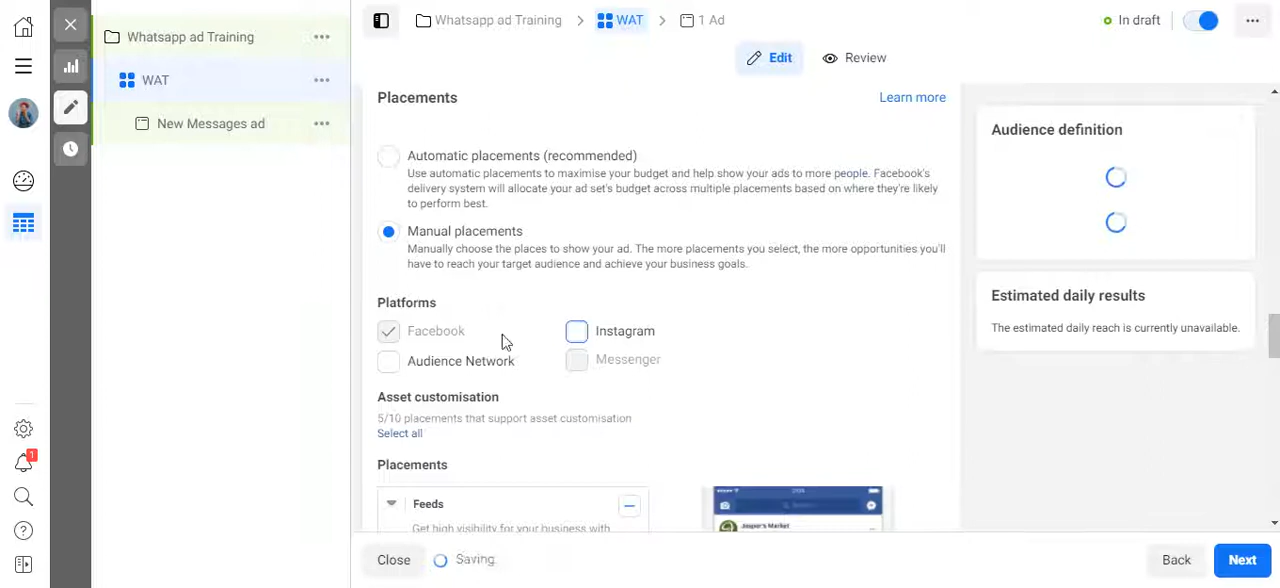 Whatsapp ad Training
WAT
New Messages ad
1
Whatsapp ad Training
WAT
1 Ad
In draft
Edit
Review
Placements
Learn more
Automatic placements (recommended)
Use automatic placements to maximise your budget and help show your ads to more people. Facebook's
delivery system will allocate your ad set's budget across multiple placements based on where they're likely
to perform best.
Manual placements
Manually choose the places to show your ad. The more placements you select, the more opportunities you'll
have to reach your target audience and achieve your business goals.
Platforms
Facebook
Instagram
Audience Network
Messenger
Asset customisation
5/10 placements that support asset customisation
Select all
Placements
Feeds
Get high visibility for your business with
Jasper's Market
Audience definition
Estimated daily results
The estimated daily reach is currently unavailable.
Close
Saving.
Back
Next